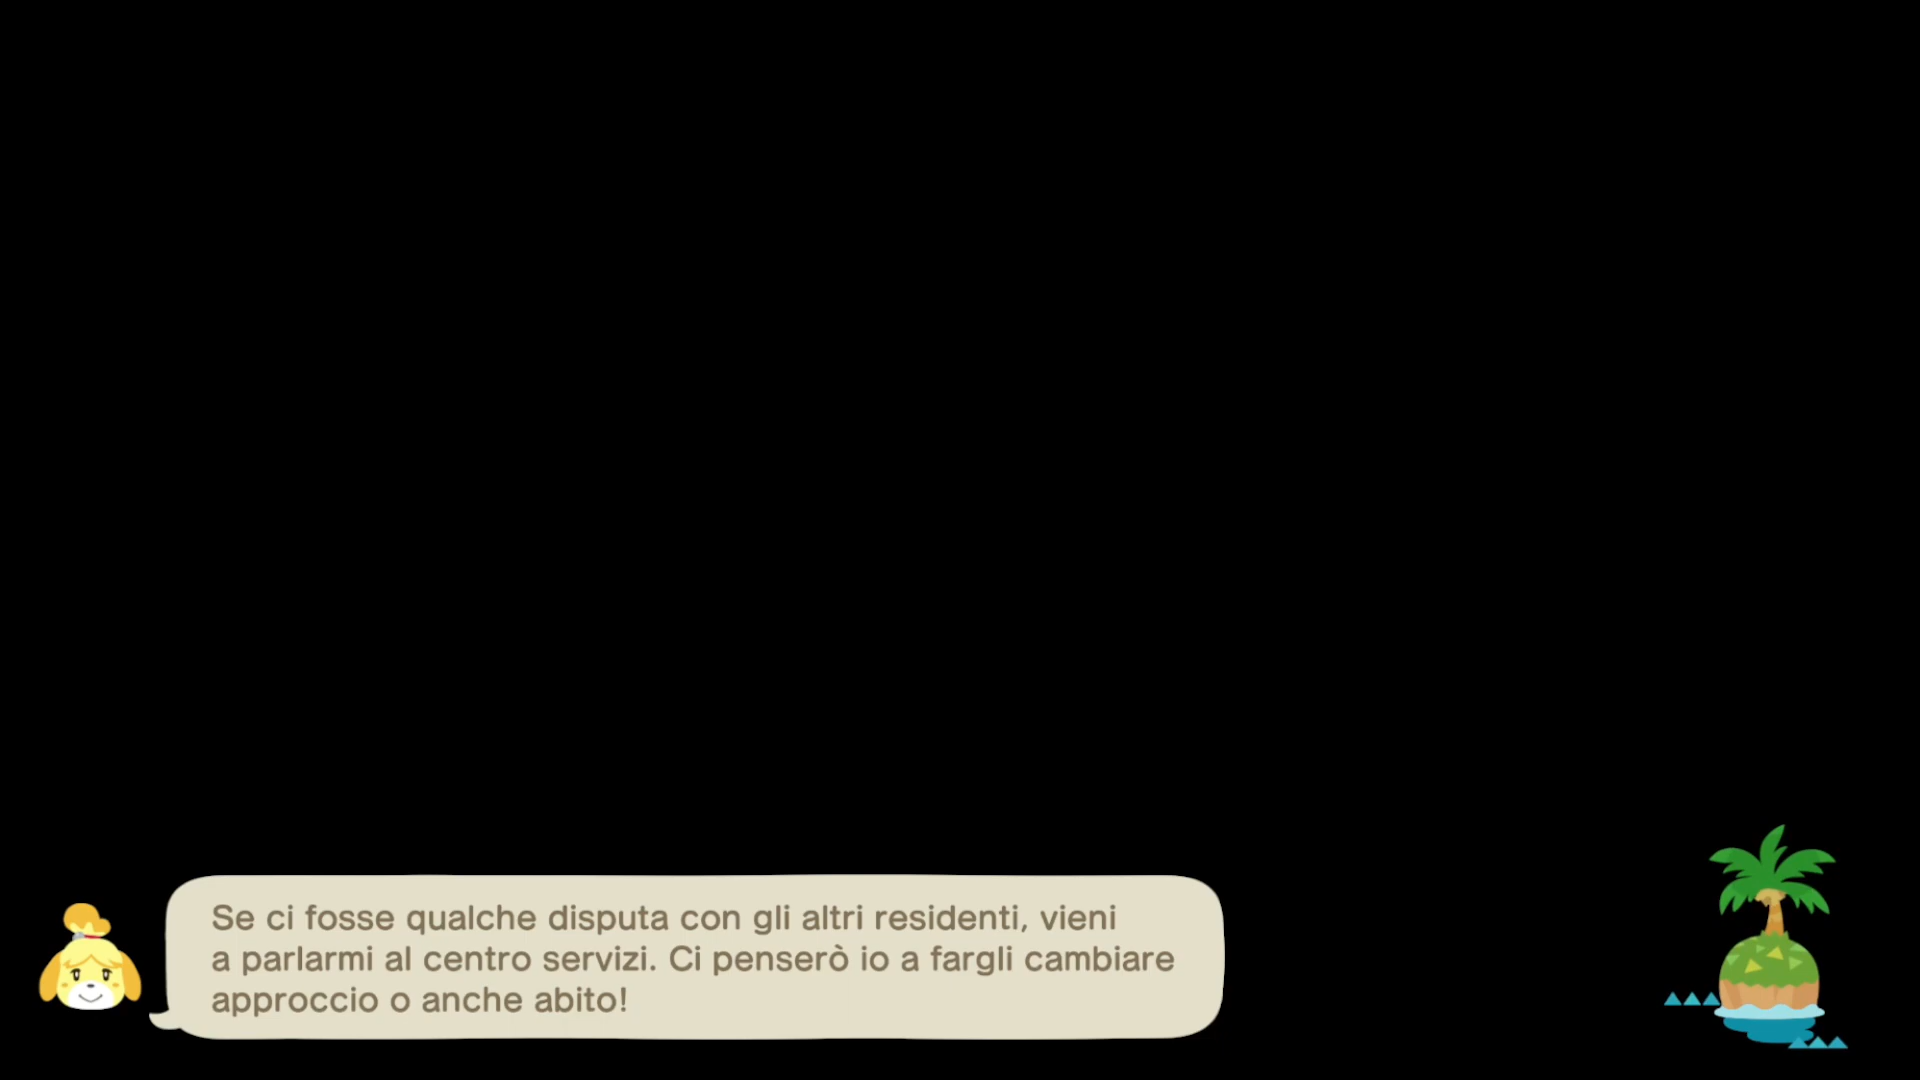 Se ci fosse qualche disputa con gli altri residenti, vieni
a parlarmi al centro servizi. Ci penserò io a fargli cambiare
approccio o anche abito!